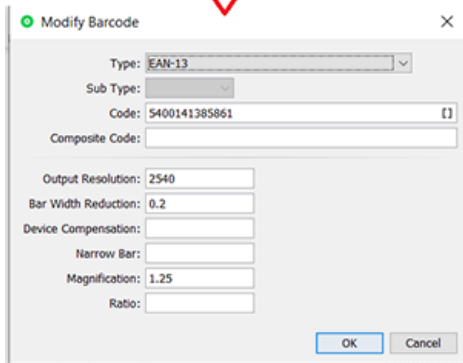 Modify Barcode
Type: EAN-13
Sub Type:
Code: 5400141385861 []
Composite Code:
Output Resolution: 2540
Bar Width Reduction: 0.2
Device Compensation:
Narrow Bar:
Magnification: 1.25
Ratio:
OK Cancel